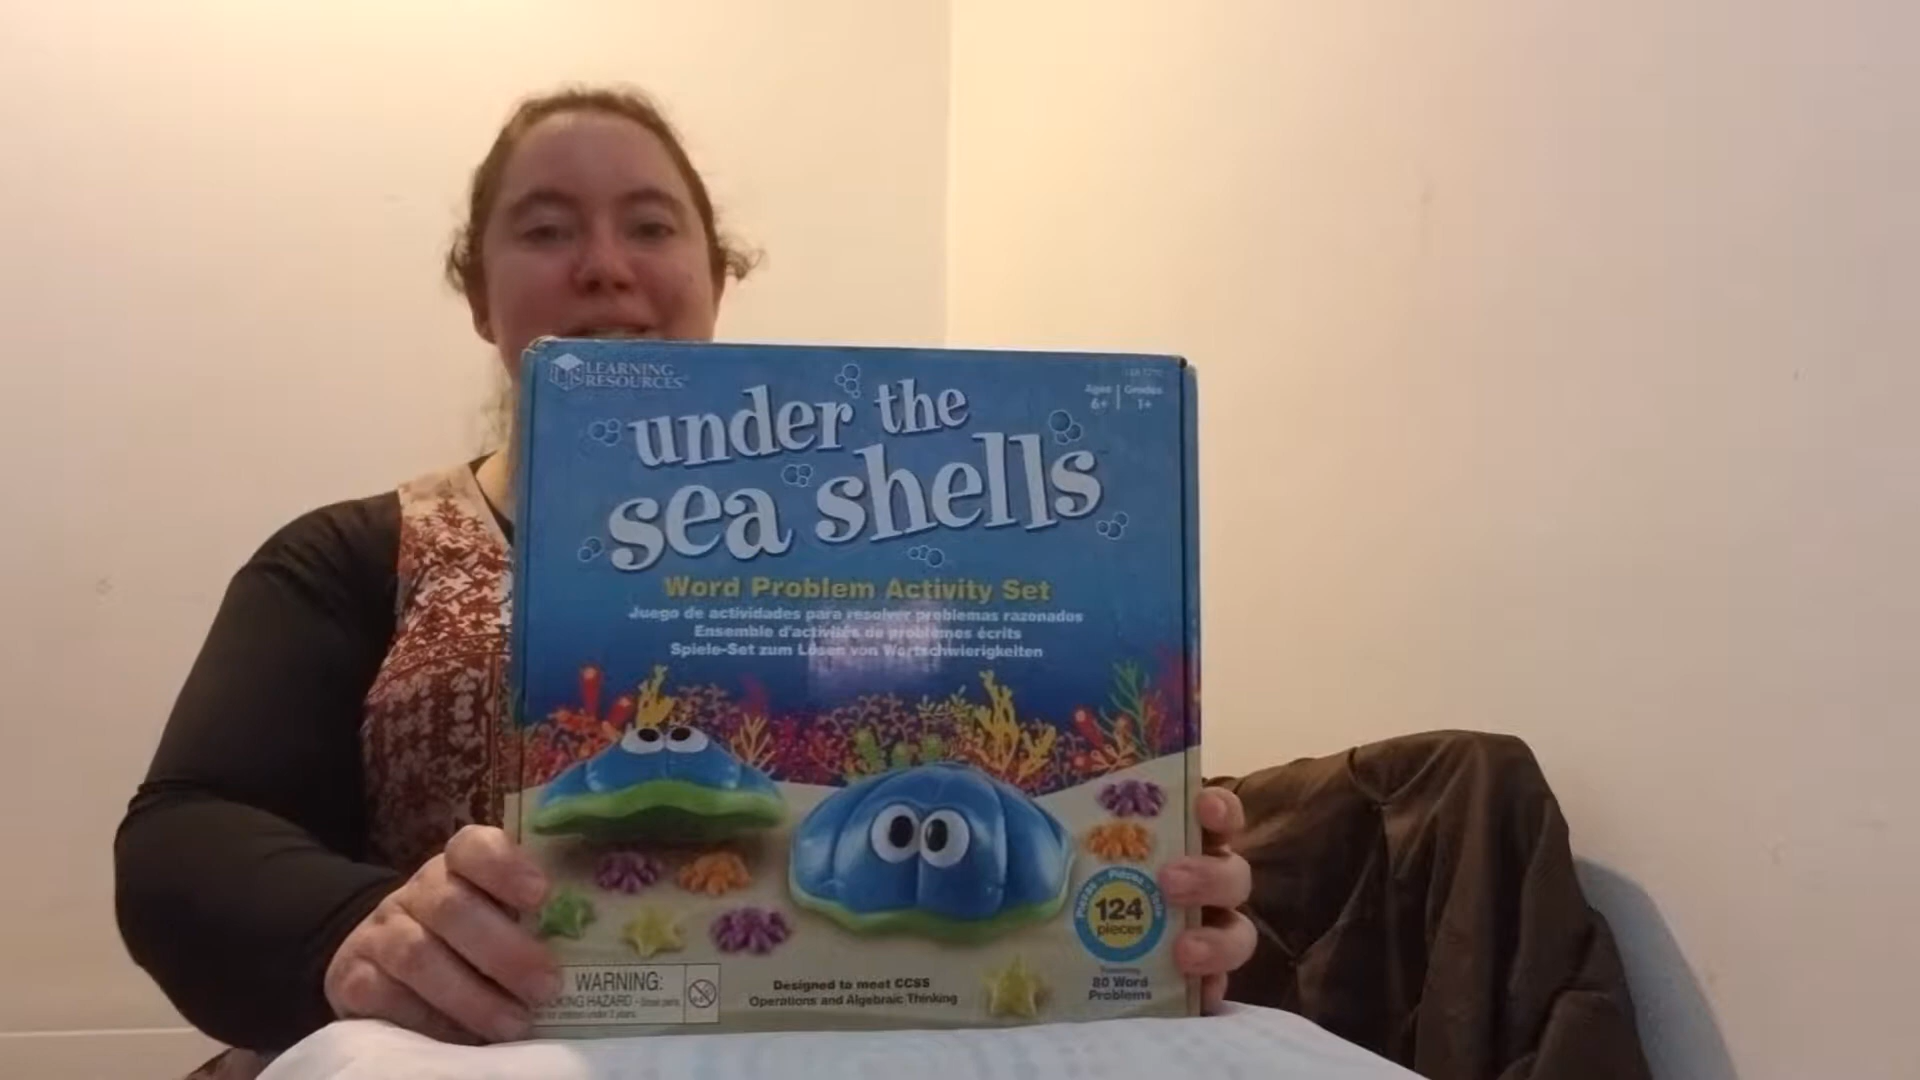 LEARNING
RESOURCES
under the
sea shells
Ages
6+
Grades
1+
Word Problem Activity Set
Juego de actividades para resolver problemas razonados
Ensemble d'activités de problèmes écrits
Spiele-Set zum Lösen von Wortschwierigkeiten
124
pieces
80 Word
Problems
WARNING:
HAZARD - Small parts.
Designed to meet CCSS
Operations and Algebraic Thinking